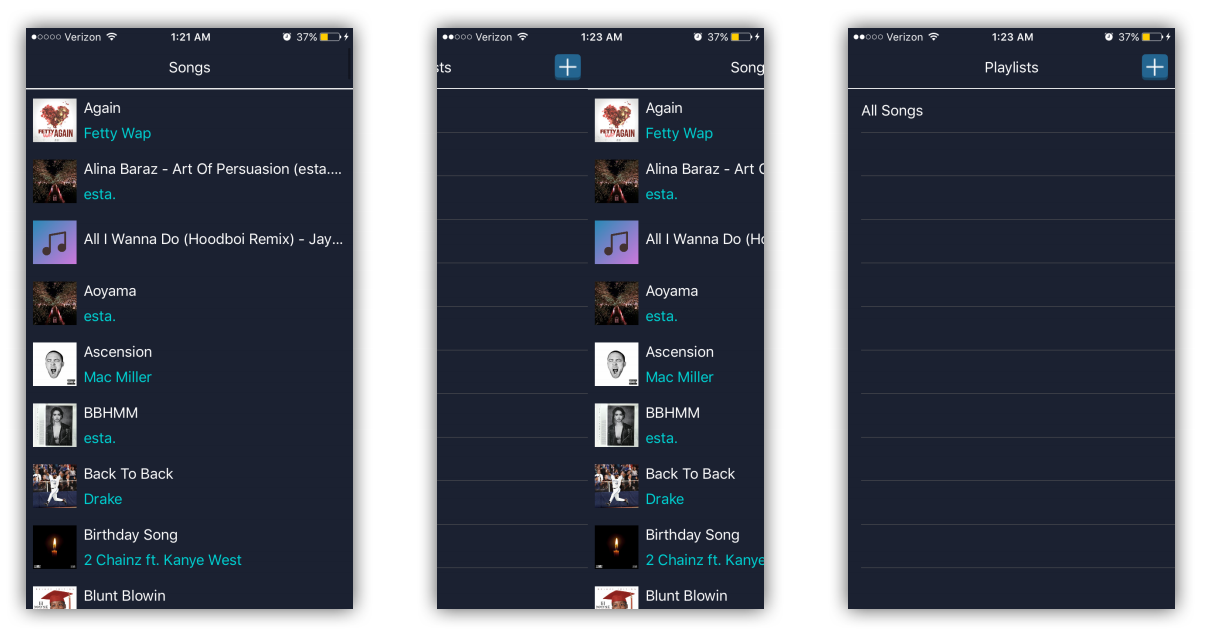 Verizon 1:21 AM 37%
Songs
Again
Fetty Wap
Alina Baraz - Art Of Persuasion (esta....
esta.
All I Wanna Do (Hoodboi Remix) - Jay...
Aoyama
esta.
Ascension
Mac Miller
BBHMM
esta.
Back To Back
Drake
Birthday Song
2 Chainz ft. Kanye West
Blunt Blowin
Verizon 1:23 AM 37%
sts + Song
Again
Fetty Wap
Alina Baraz - Art O
esta.
All I Wanna Do (Ho
Aoyama
esta.
Ascension
Mac Miller
BBHMM
esta.
Back To Back
Drake
Birthday Song
2 Chainz ft. Kanye
Blunt Blowin
Verizon 1:23 AM 37%
Playlists +
All Songs